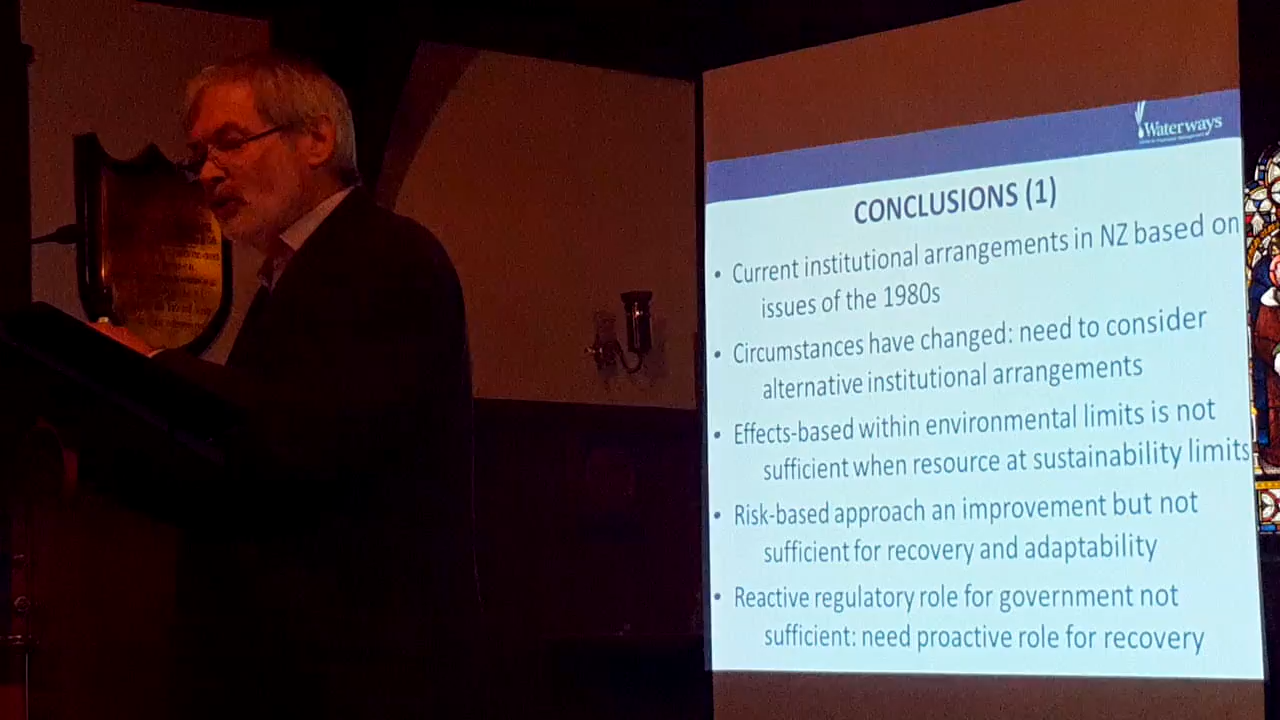 Waterways
CONCLUSIONS (1)
• Current institutional arrangements in NZ based on
issues of the 1980s
• Circumstances have changed: need to consider
alternative institutional arrangements
• Effects-based within environmental limits is not
sufficient when resource at sustainability limits
• Risk-based approach an improvement but not
sufficient for recovery and adaptability
• Reactive regulatory role for government not
sufficient: need proactive role for recovery